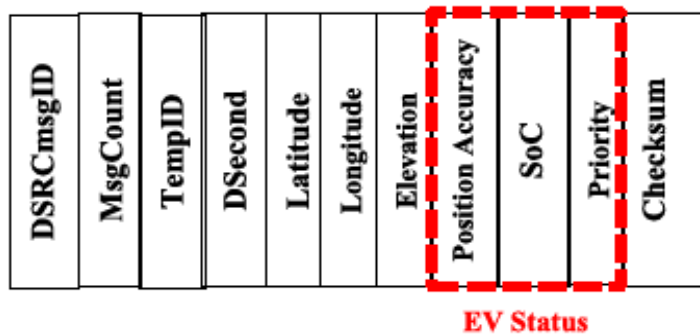 DSRCmsgID
MsgCount
TempID
DSecond
Latitude
Longitude
Elevation
Position Accuracy
SoC
Priority
Checksum
EV Status